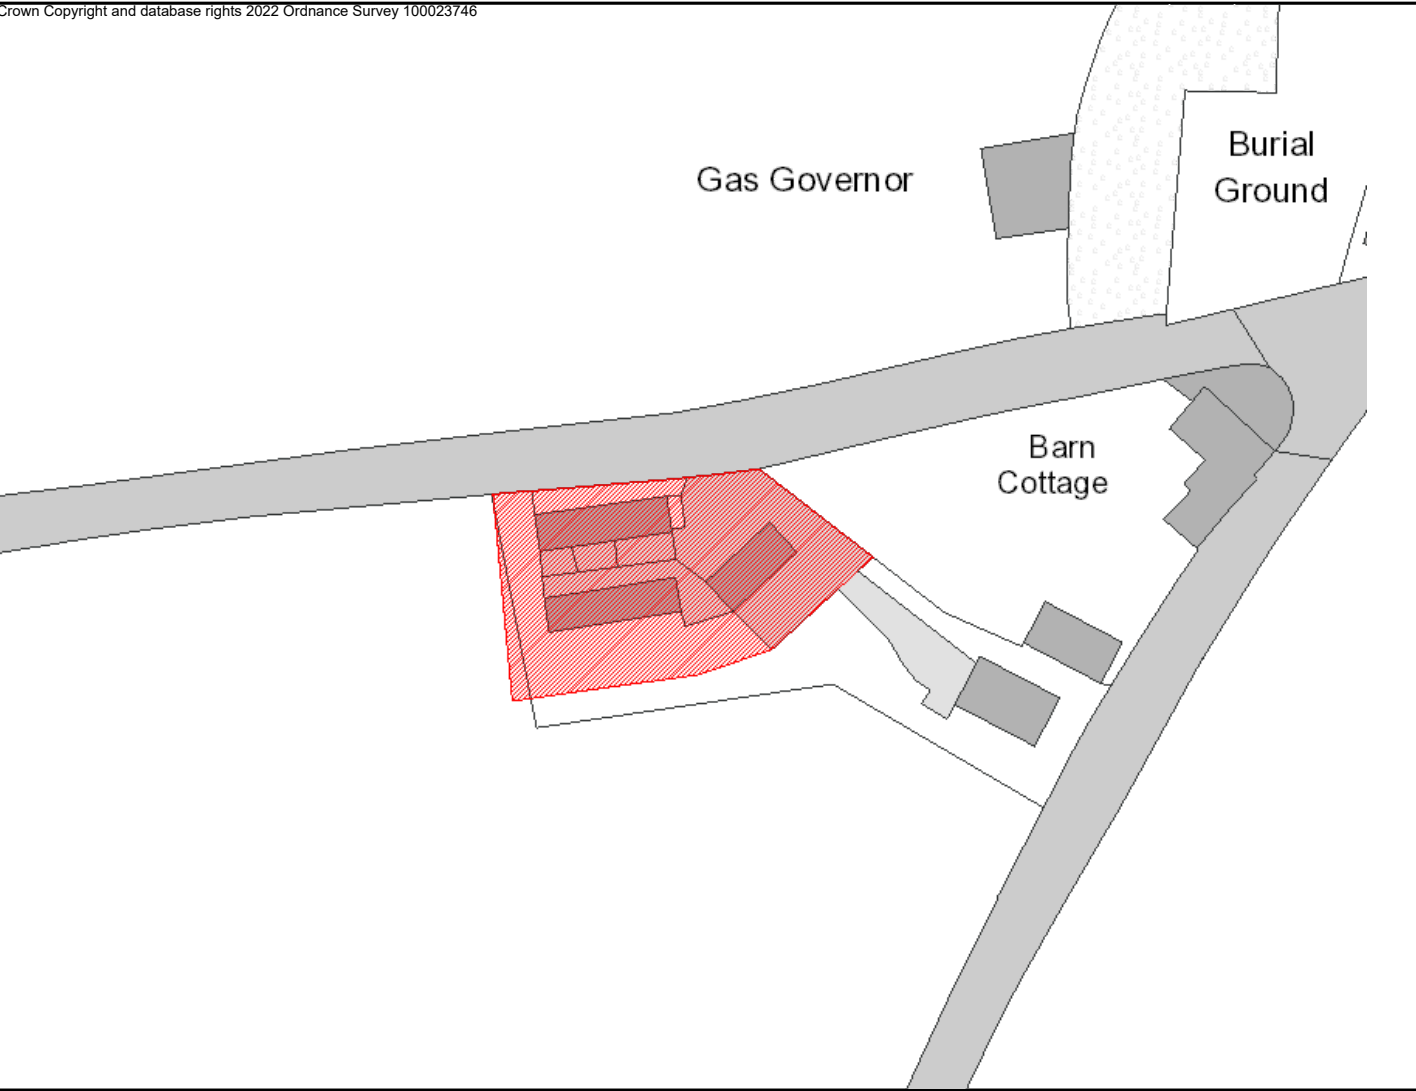 Crown Copyright and database rights 2022 Ordnance Survey 100023746
Burial
Ground
Gas Governor
Barn
Cottage